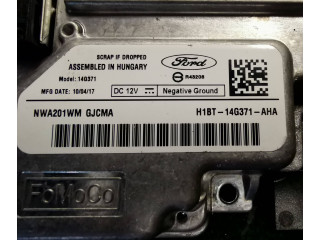 SCRAP IF DROPPED
ASSEMBLED IN HUNGARY
Model: 14G371
MFG DATE: 10/04/17
DC 12V
Negative Ground
Ford
R48208
NWA201WM GJCMA
H1BT-14G371-AHA
FoMoCo